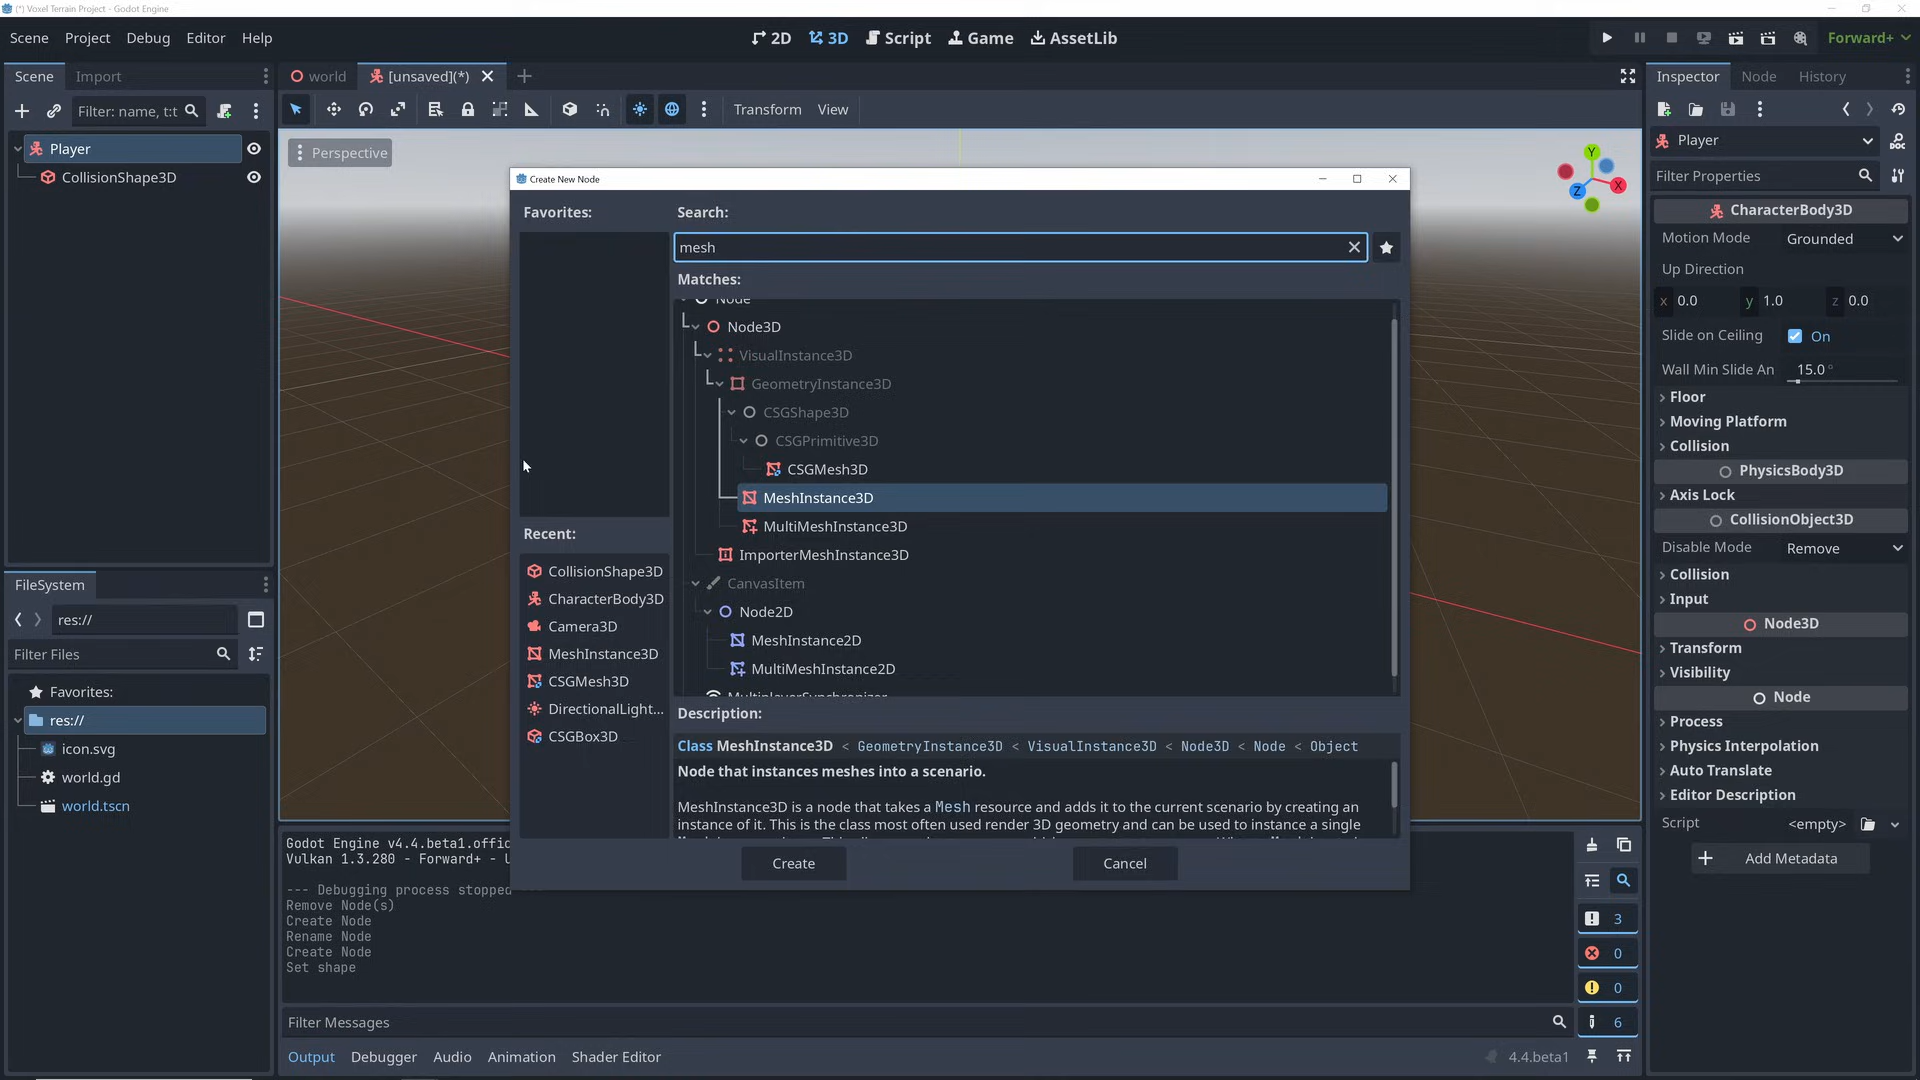 (*) Voxel Terrain Project - Godot Engine
Scene Project Debug Editor Help
2D 3D Script Game AssetLib
Forward+
Scene Import
world [unsaved](*)
Inspector Node History
Filter: name, t:t
Transform View
Player
CollisionShape3D
Perspective
Y
X
Z
Create New Node
Favorites:
Search:
mesh
Matches:
Node
Node3D
VisualInstance3D
GeometryInstance3D
CSGShape3D
CSGPrimitive3D
CSGMesh3D
MeshInstance3D
MultiMeshInstance3D
ImporterMeshInstance3D
CanvasItem
Node2D
MeshInstance2D
MultiMeshInstance2D
MultiplayerSynchronizer
Recent:
CollisionShape3D
CharacterBody3D
Camera3D
MeshInstance3D
CSGMesh3D
DirectionalLight...
CSGBox3D
Description:
Class MeshInstance3D < GeometryInstance3D < VisualInstance3D < Node3D < Node < Object
Node that instances meshes into a scenario.
MeshInstance3D is a node that takes a Mesh resource and adds it to the current scenario by creating an
instance of it. This is the class most often used render 3D geometry and can be used to instance a single
Create Cancel
FileSystem
res://
Filter Files
Favorites:
res://
icon.svg
world.gd
world.tscn
Godot Engine v4.4.beta1.offic
Vulkan 1.3.280 - Forward+ - U
--- Debugging process stopped
Remove Node(s)
Create Node
Rename Node
Create Node
Set shape
Filter Messages
3
0
0
6
Output Debugger Audio Animation Shader Editor
4.4.beta1
Player
Filter Properties
CharacterBody3D
Motion Mode Grounded
Up Direction
x 0.0 y 1.0 z 0.0
Slide on Ceiling On
Wall Min Slide An 15.0 °
Floor
Moving Platform
Collision
PhysicsBody3D
Axis Lock
CollisionObject3D
Disable Mode Remove
Collision
Input
Node3D
Transform
Visibility
Node
Process
Physics Interpolation
Auto Translate
Editor Description
Script <empty>
Add Metadata